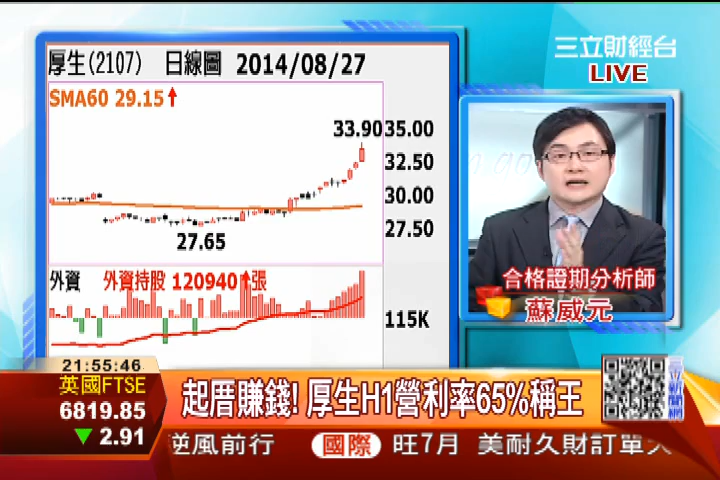 厚生(2107) 日線圖 2014/08/27
三立財經台
LIVE
SMA60 29.15↑
33.90
35.00
32.50
30.00
27.50
27.65
外資 外資持股 120940↑張
115K
合格證期分析師
蘇威元
21:55:46
英國FTSE
6819.85
▼ 2.91
起厝賺錢! 厚生H1營利率65%稱王
逆風前行 國際 旺7月 美耐久財訂單大